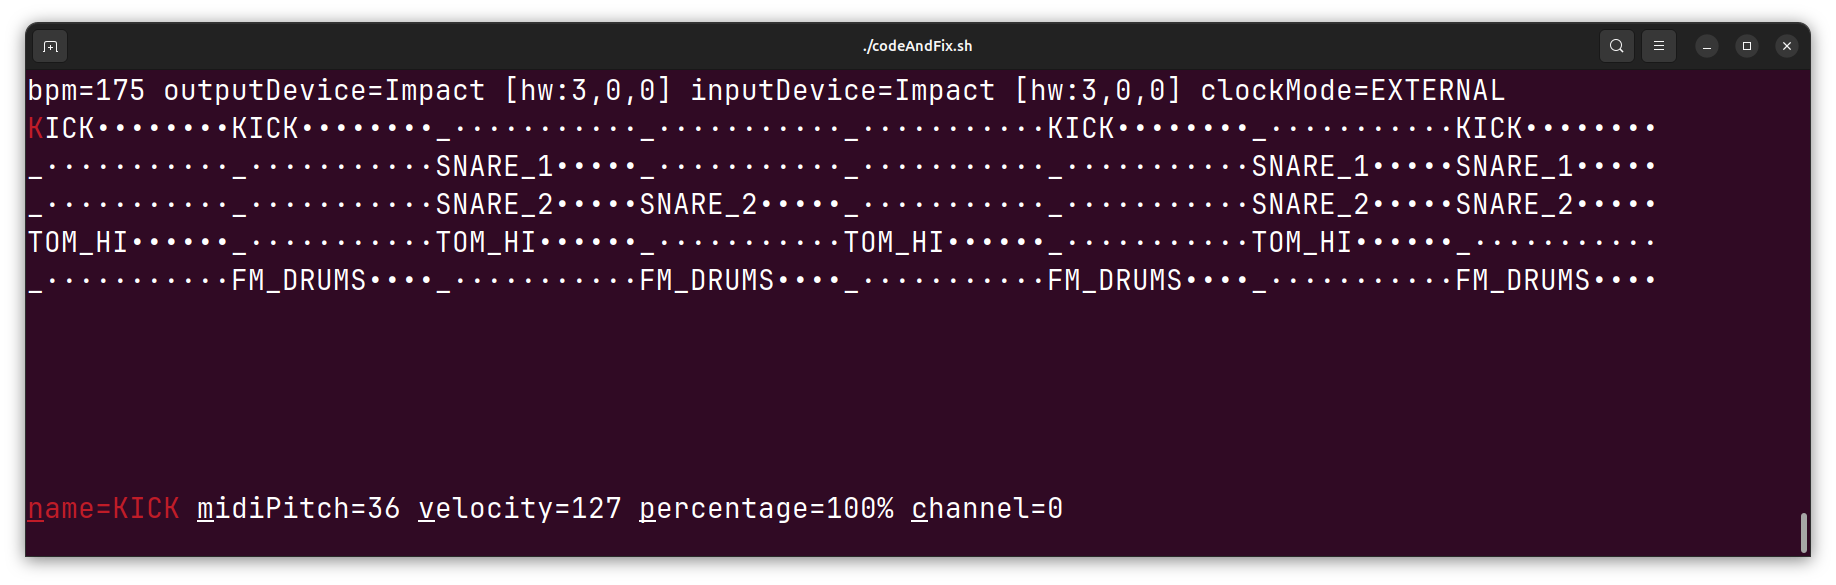 ./codeAndFix.sh
bpm=175 outputDevice=Impact [hw:3,0,0] inputDevice=Impact [hw:3,0,0] clockMode=EXTERNAL
KICK••••••••KICK••••••••_···········_···········_···········KICK••••••••_···········KICK••••••••
_···········_···········SNARE_1•••••_···········_···········_···········SNARE_1•••••SNARE_1•••••
_···········_···········SNARE_2•••••SNARE_2•••••_···········_···········SNARE_2•••••SNARE_2•••••
TOM_HI••••••_···········TOM_HI••••••_···········TOM_HI••••••_···········TOM_HI••••••_···········
_···········FM_DRUMS••••_···········FM_DRUMS••••_···········FM_DRUMS••••_···········FM_DRUMS••••
name=KICK midiPitch=36 velocity=127 percentage=100% channel=0